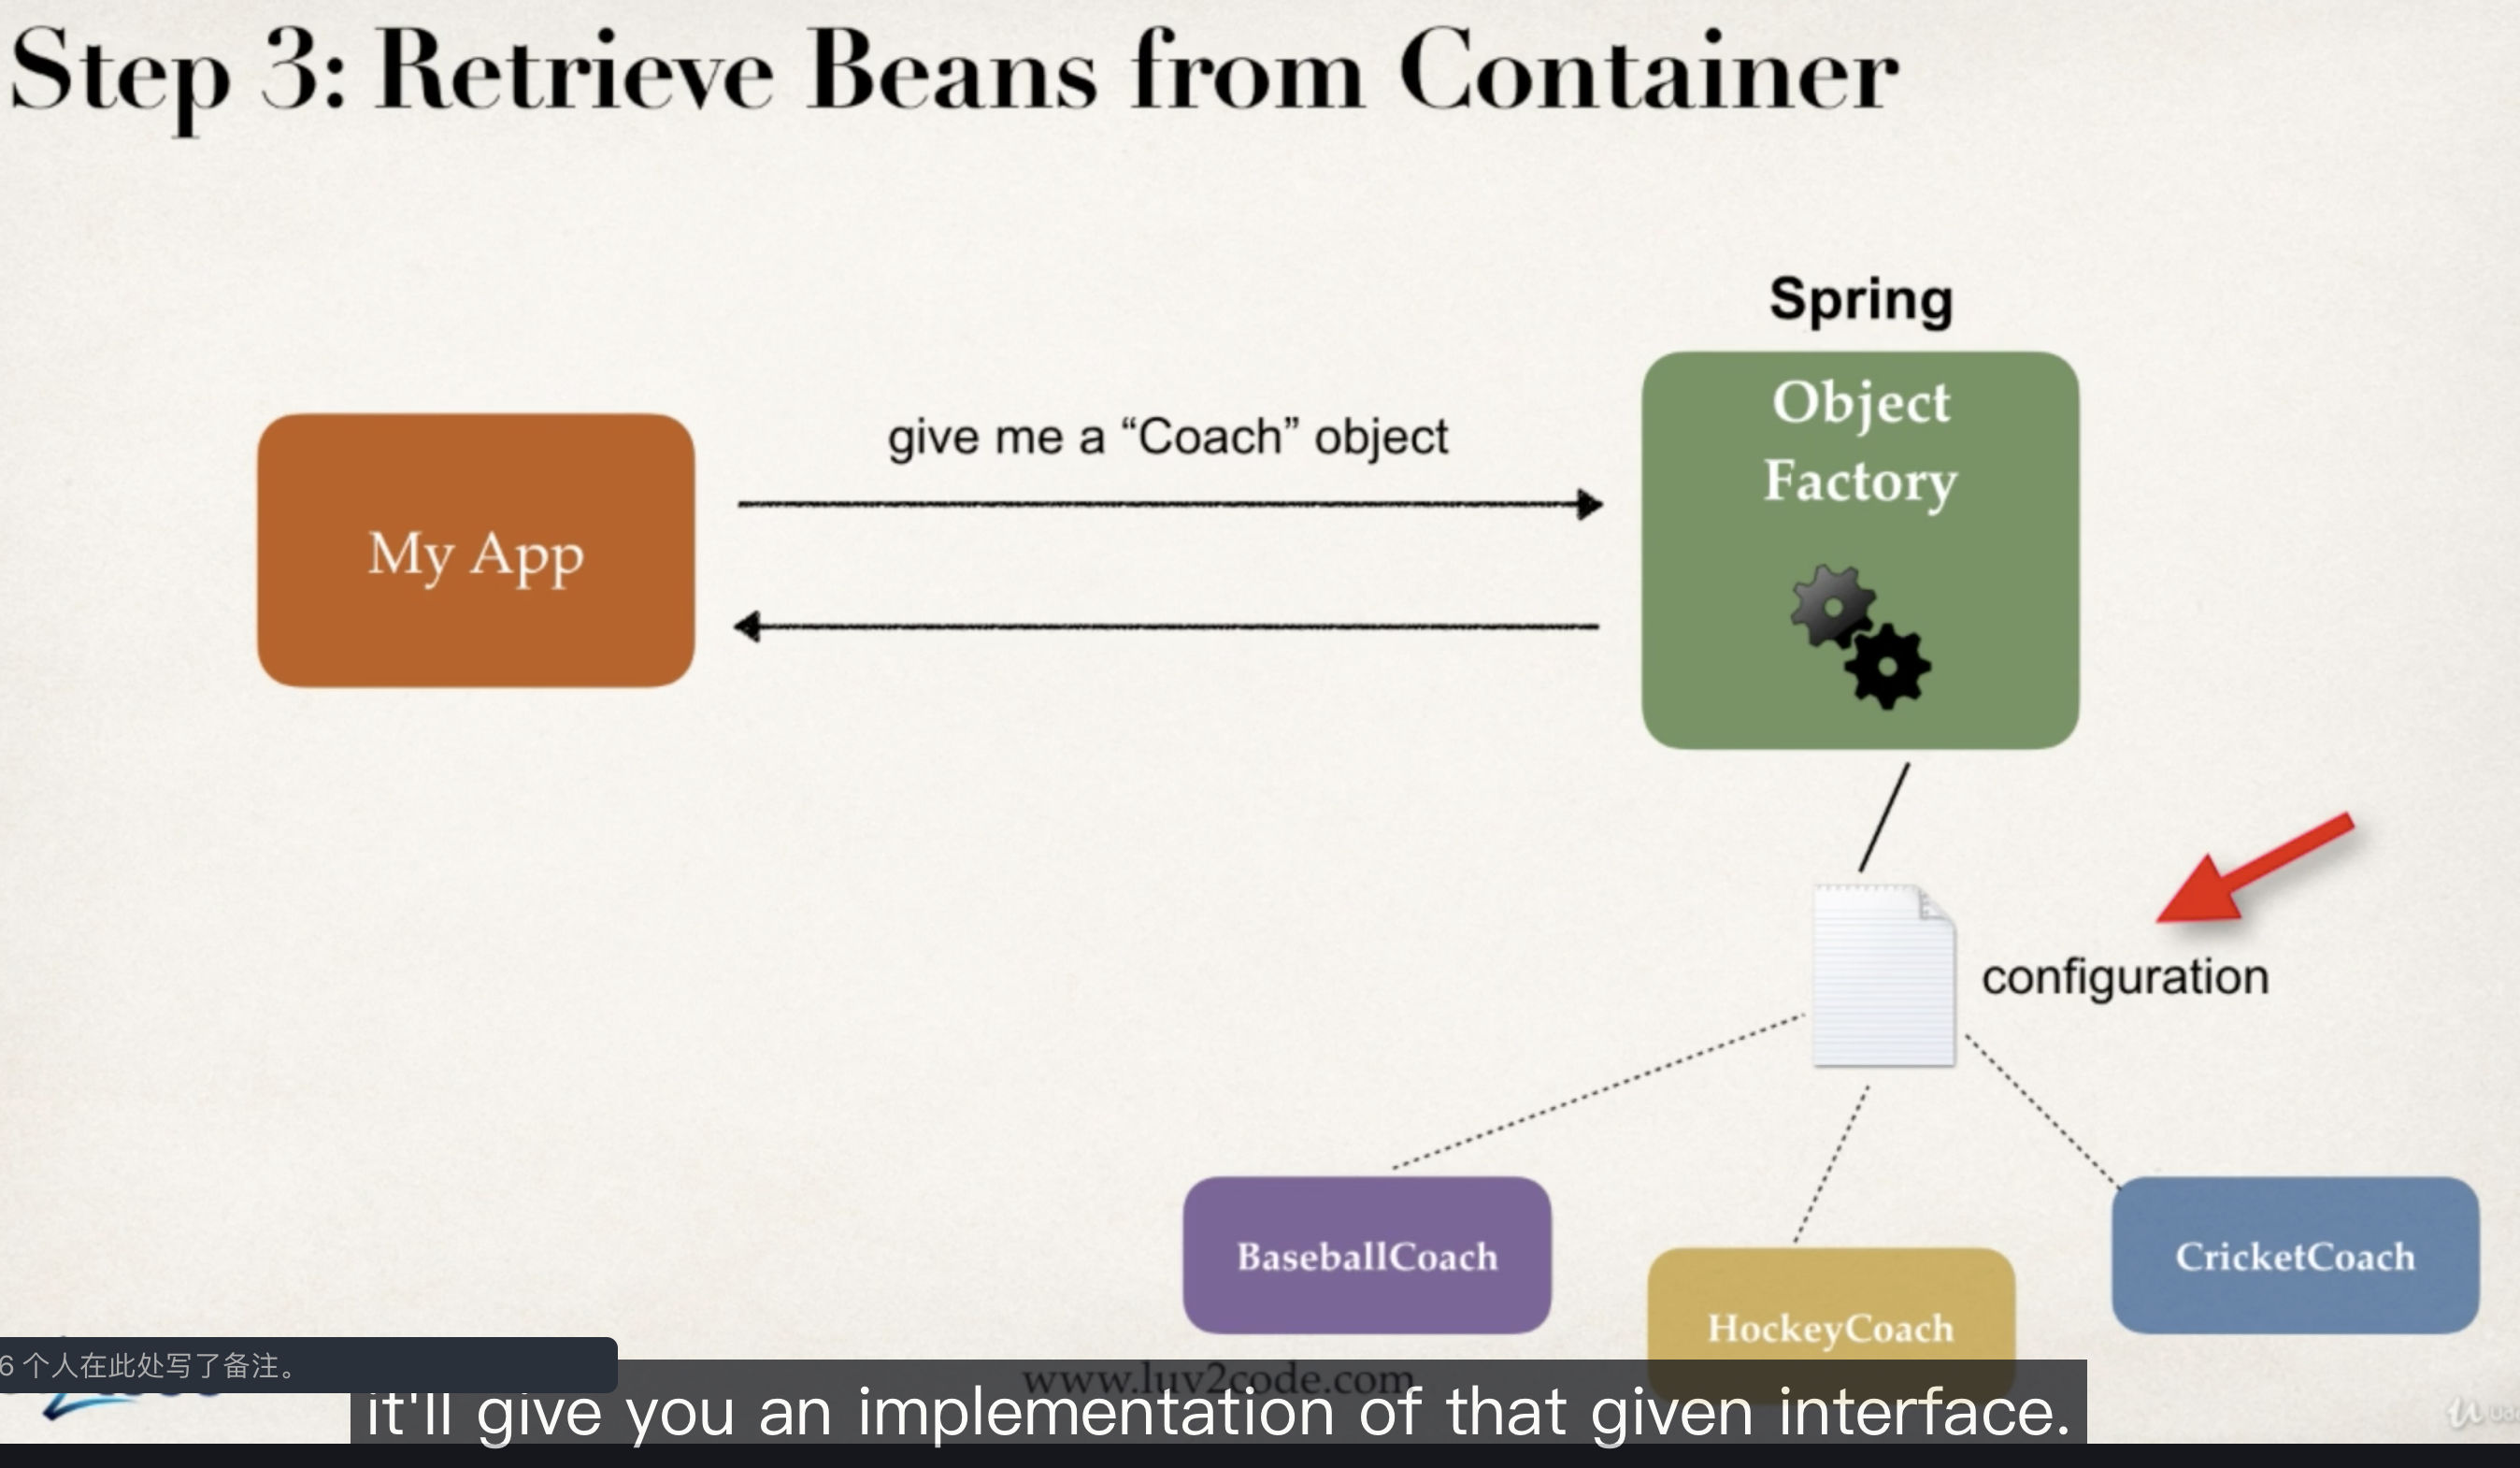 Step 3: Retrieve Beans from Container
Spring
Object
Factory
give me a “Coach” object
My App
configuration
BaseballCoach
CricketCoach
HockeyCoach
6 个人在此处写了备注。
www.luv2code.com
it'll give you an implementation of that given interface.